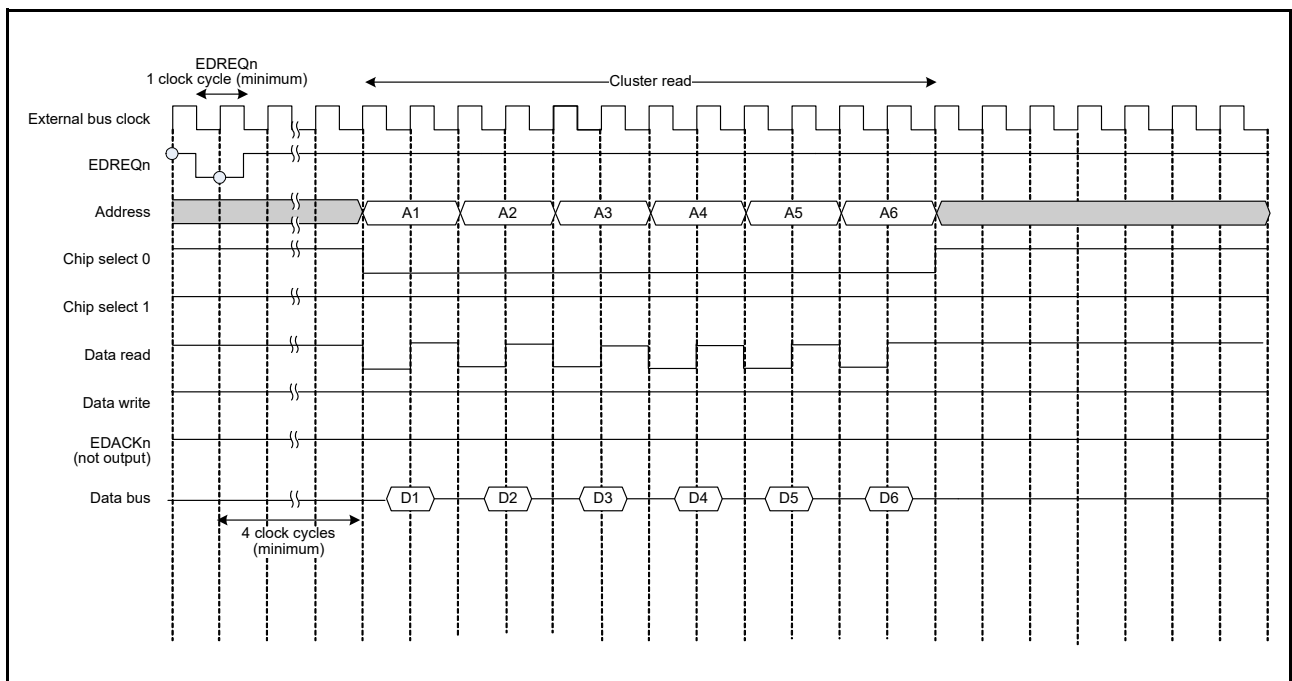 EDREQn
1 clock cycle (minimum)
Cluster read
External bus clock
EDREQn
Address
A1 A2 A3 A4 A5 A6
Chip select 0
Chip select 1
Data read
Data write
EDACKn
(not output)
Data bus
D1 D2 D3 D4 D5 D6
4 clock cycles
(minimum)